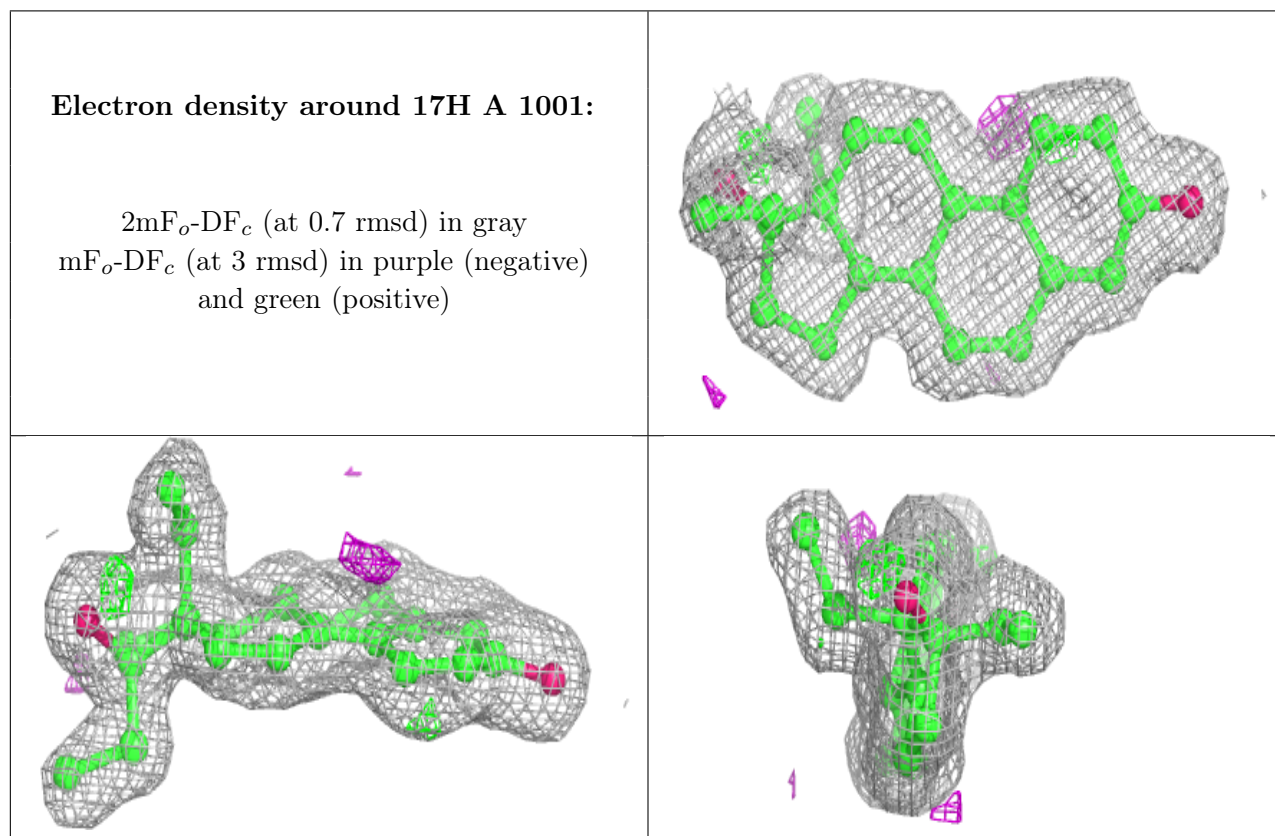 Electron density around 17H A 1001:
2mFo-DFc (at 0.7 rmsd) in gray
mFo-DFc (at 3 rmsd) in purple (negative)
and green (positive)